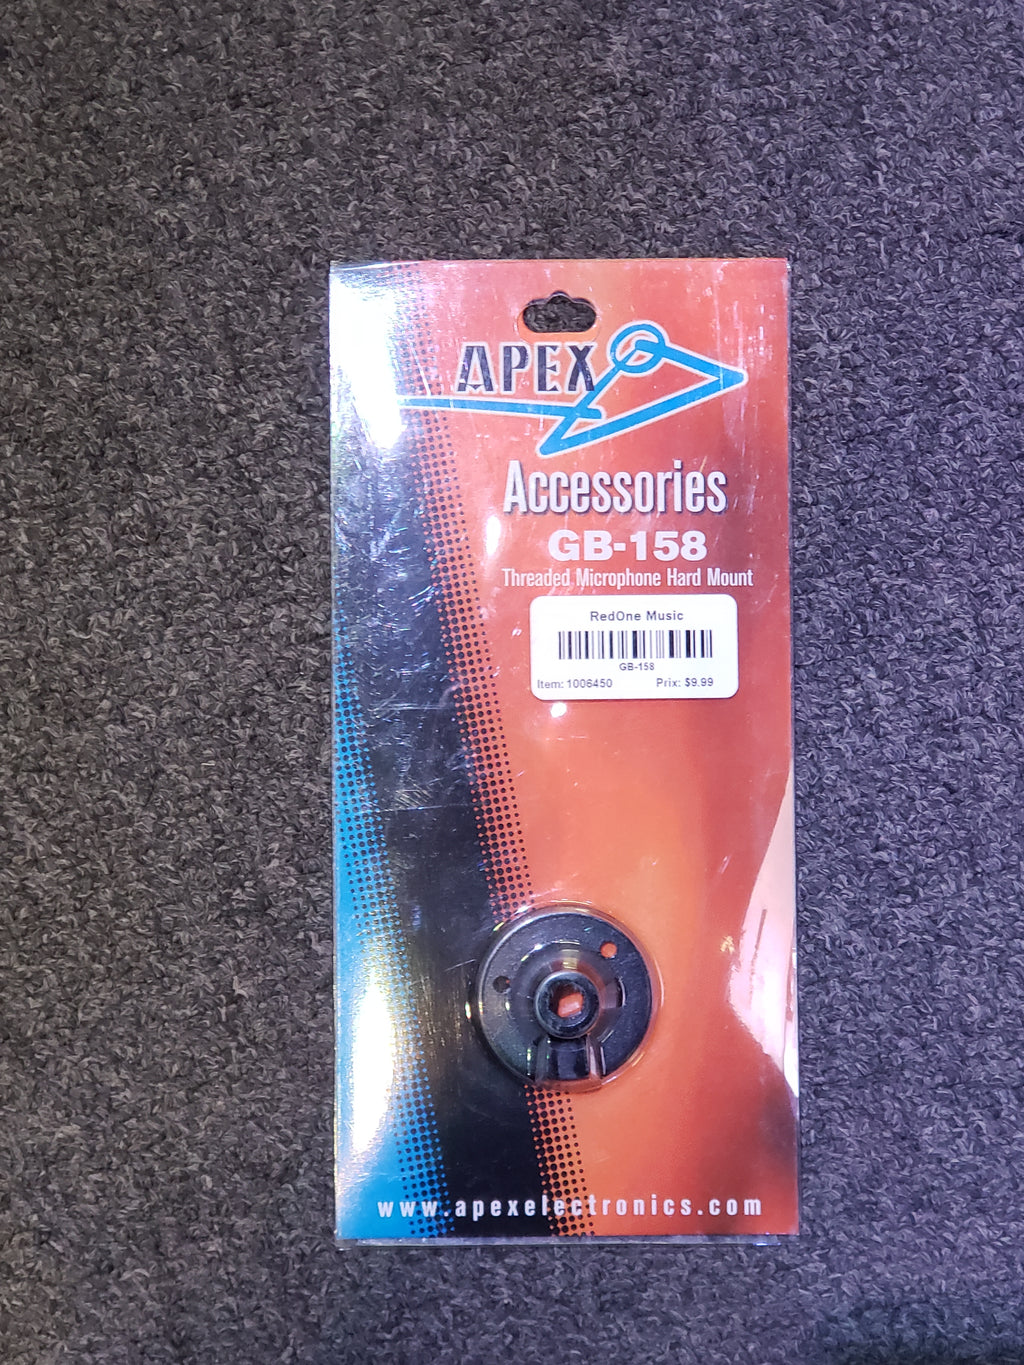 APEX
Accessories
GB-158
Threaded Microphone Hard Mount
RedOne Music
GB-158
Item: 1006450 Prix: $9.99
www.apexelectronics.com